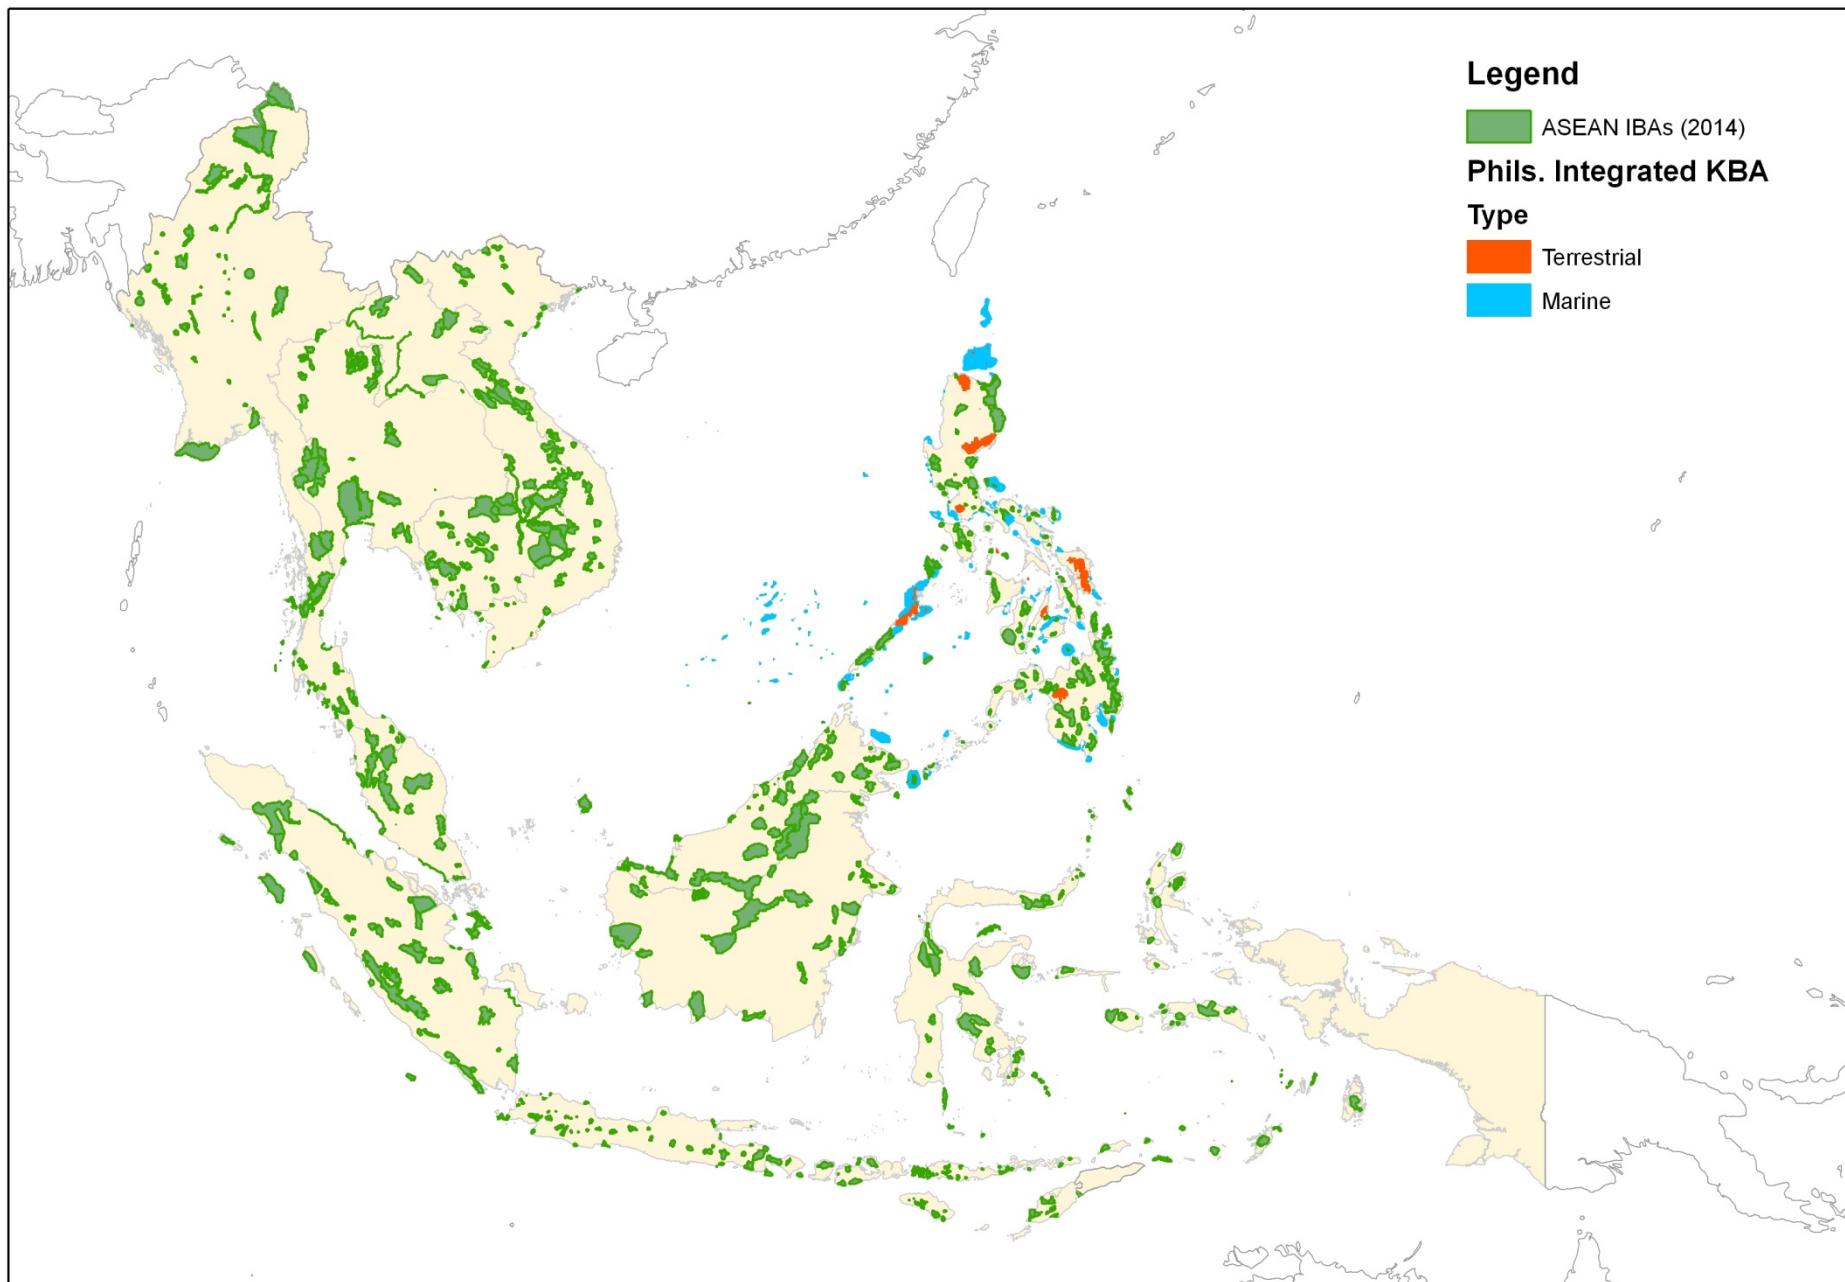 Legend
ASEAN IBAs (2014)
Phils. Integrated KBA
Type
Terrestrial
Marine